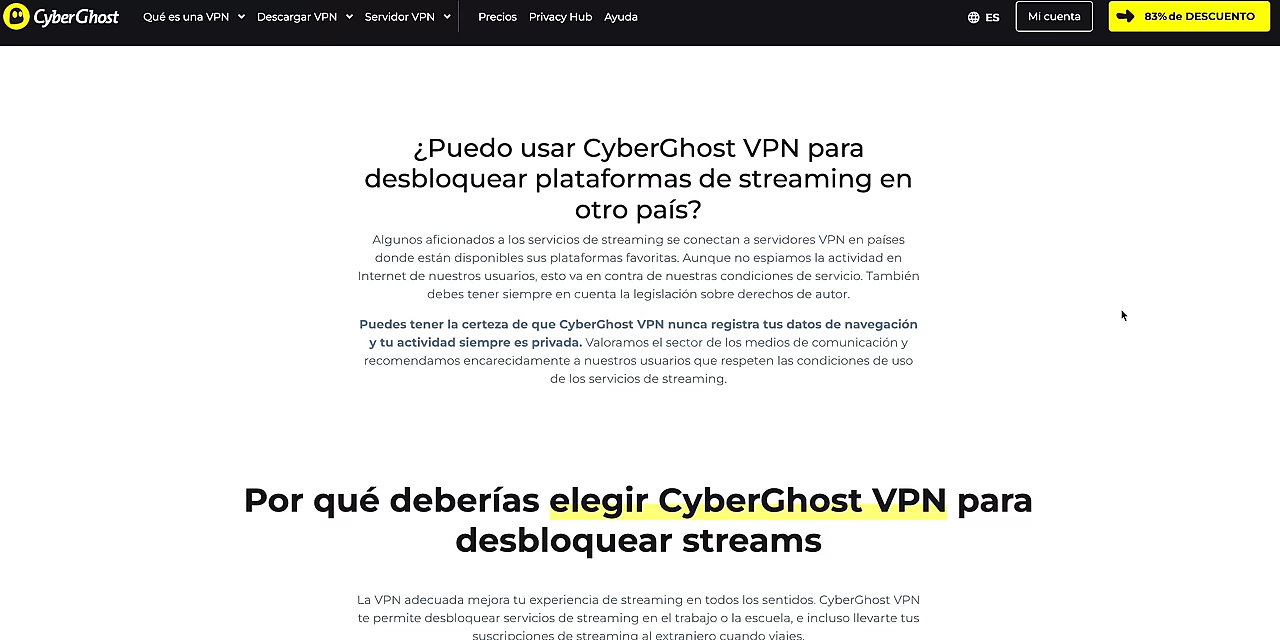 CyberGhost Qué es una VPN Descargar VPN Servidor VPN Precios Privacy Hub Ayuda ES Mi cuenta 83% de DESCUENTO
¿Puedo usar CyberGhost VPN para
desbloquear plataformas de streaming en
otro país?
Algunos aficionados a los servicios de streaming se conectan a servidores VPN en países
donde están disponibles sus plataformas favoritas. Aunque no espiamos la actividad en
Internet de nuestros usuarios, esto va en contra de nuestras condiciones de servicio. También
debes tener siempre en cuenta la legislación sobre derechos de autor.
Puedes tener la certeza de que CyberGhost VPN nunca registra tus datos de navegación
y tu actividad siempre es privada. Valoramos el sector de los medios de comunicación y
recomendamos encarecidamente a nuestros usuarios que respeten las condiciones de uso
de los servicios de streaming.
Por qué deberías elegir CyberGhost VPN para
desbloquear streams
La VPN adecuada mejora tu experiencia de streaming en todos los sentidos. CyberGhost VPN
te permite desbloquear servicios de streaming en el trabajo o la escuela, e incluso llevarte tus
suscripciones de streaming al extranjero cuando viajes.